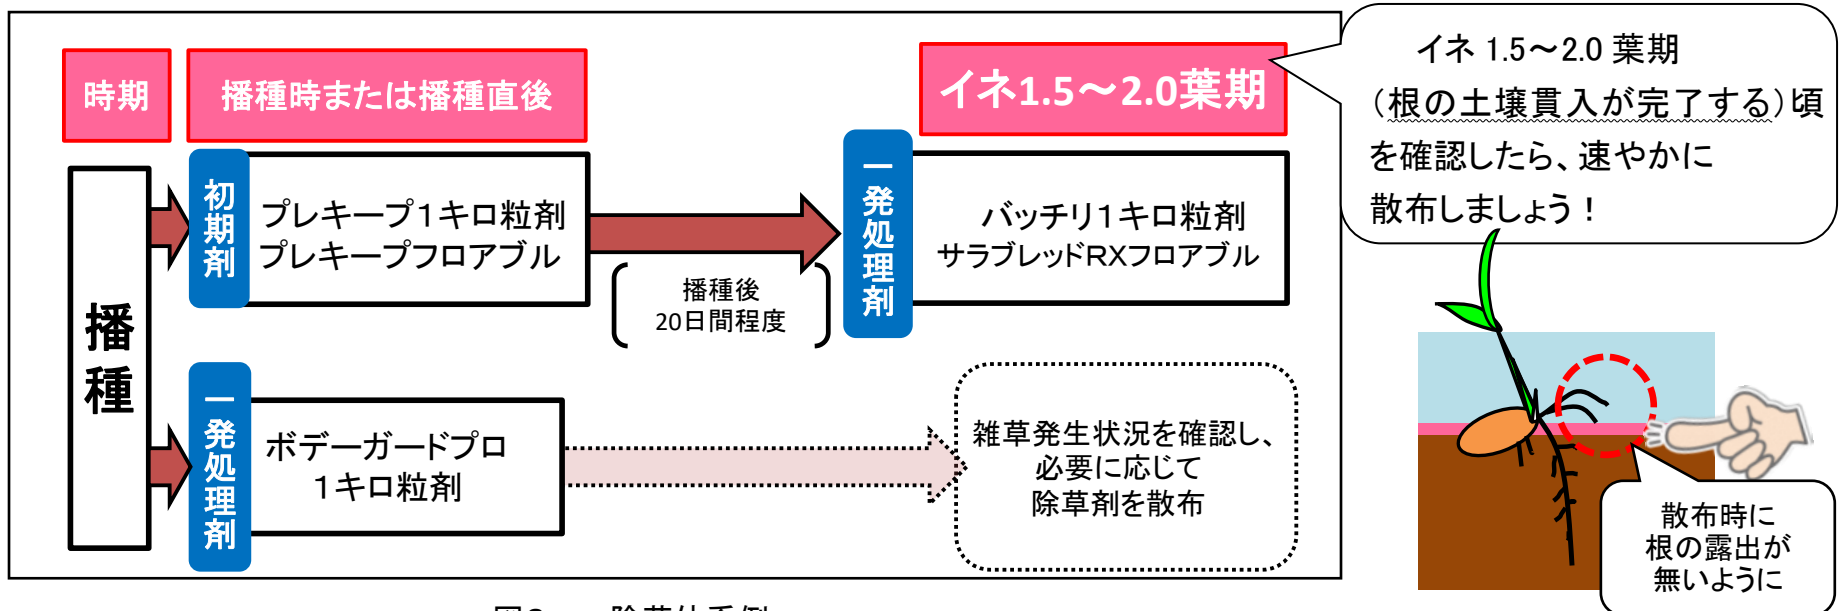 時期
播種時または播種直後
イネ1.5～2.0葉期
播種
初期剤
プレキープ１キロ粒剤
プレキープフロアブル
播種後
20日間程度
一発処理剤
バッチリ１キロ粒剤
サラブレッドRXフロアブル
一発処理剤
ボデーガードプロ
１キロ粒剤
雑草発生状況を確認し、
必要に応じて
除草剤を散布
イネ 1.5～2.0 葉期
（根の土壌貫入が完了する）頃
を確認したら、速やかに
散布しましょう！
散布時に
根の露出が
無いように